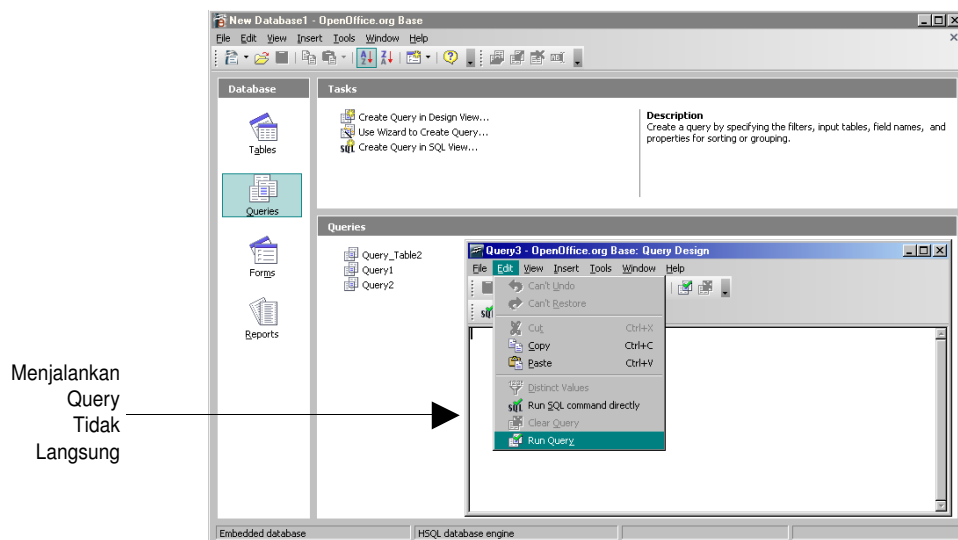 New Database1 - OpenOffice.org Base
File Edit View Insert Tools Window Help
Database
Tables
Queries
Forms
Reports
Tasks
Create Query in Design View...
Use Wizard to Create Query...
SQL Create Query in SQL View...
Description
Create a query by specifying the filters, input tables, field names, and
properties for sorting or grouping.
Queries
Query_Table2
Query1
Query2
Query3 - OpenOffice.org Base: Query Design
File Edit View Insert Tools Window Help
Can't Undo
Can't Restore
Cut Ctrl+X
Copy Ctrl+C
Paste Ctrl+V
Distinct Values
SQL Run SQL command directly
Clear Query
Run Query
Menjalankan
Query
Tidak
Langsung
Embedded database HSQL database engine